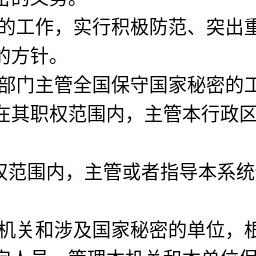 的工作，实行积极防范、突出重
的方针。
部门主管全国保守国家秘密的工
在其职权范围内，主管本行政区
权范围内，主管或者指导本系统
机关和涉及国家秘密的单位，根